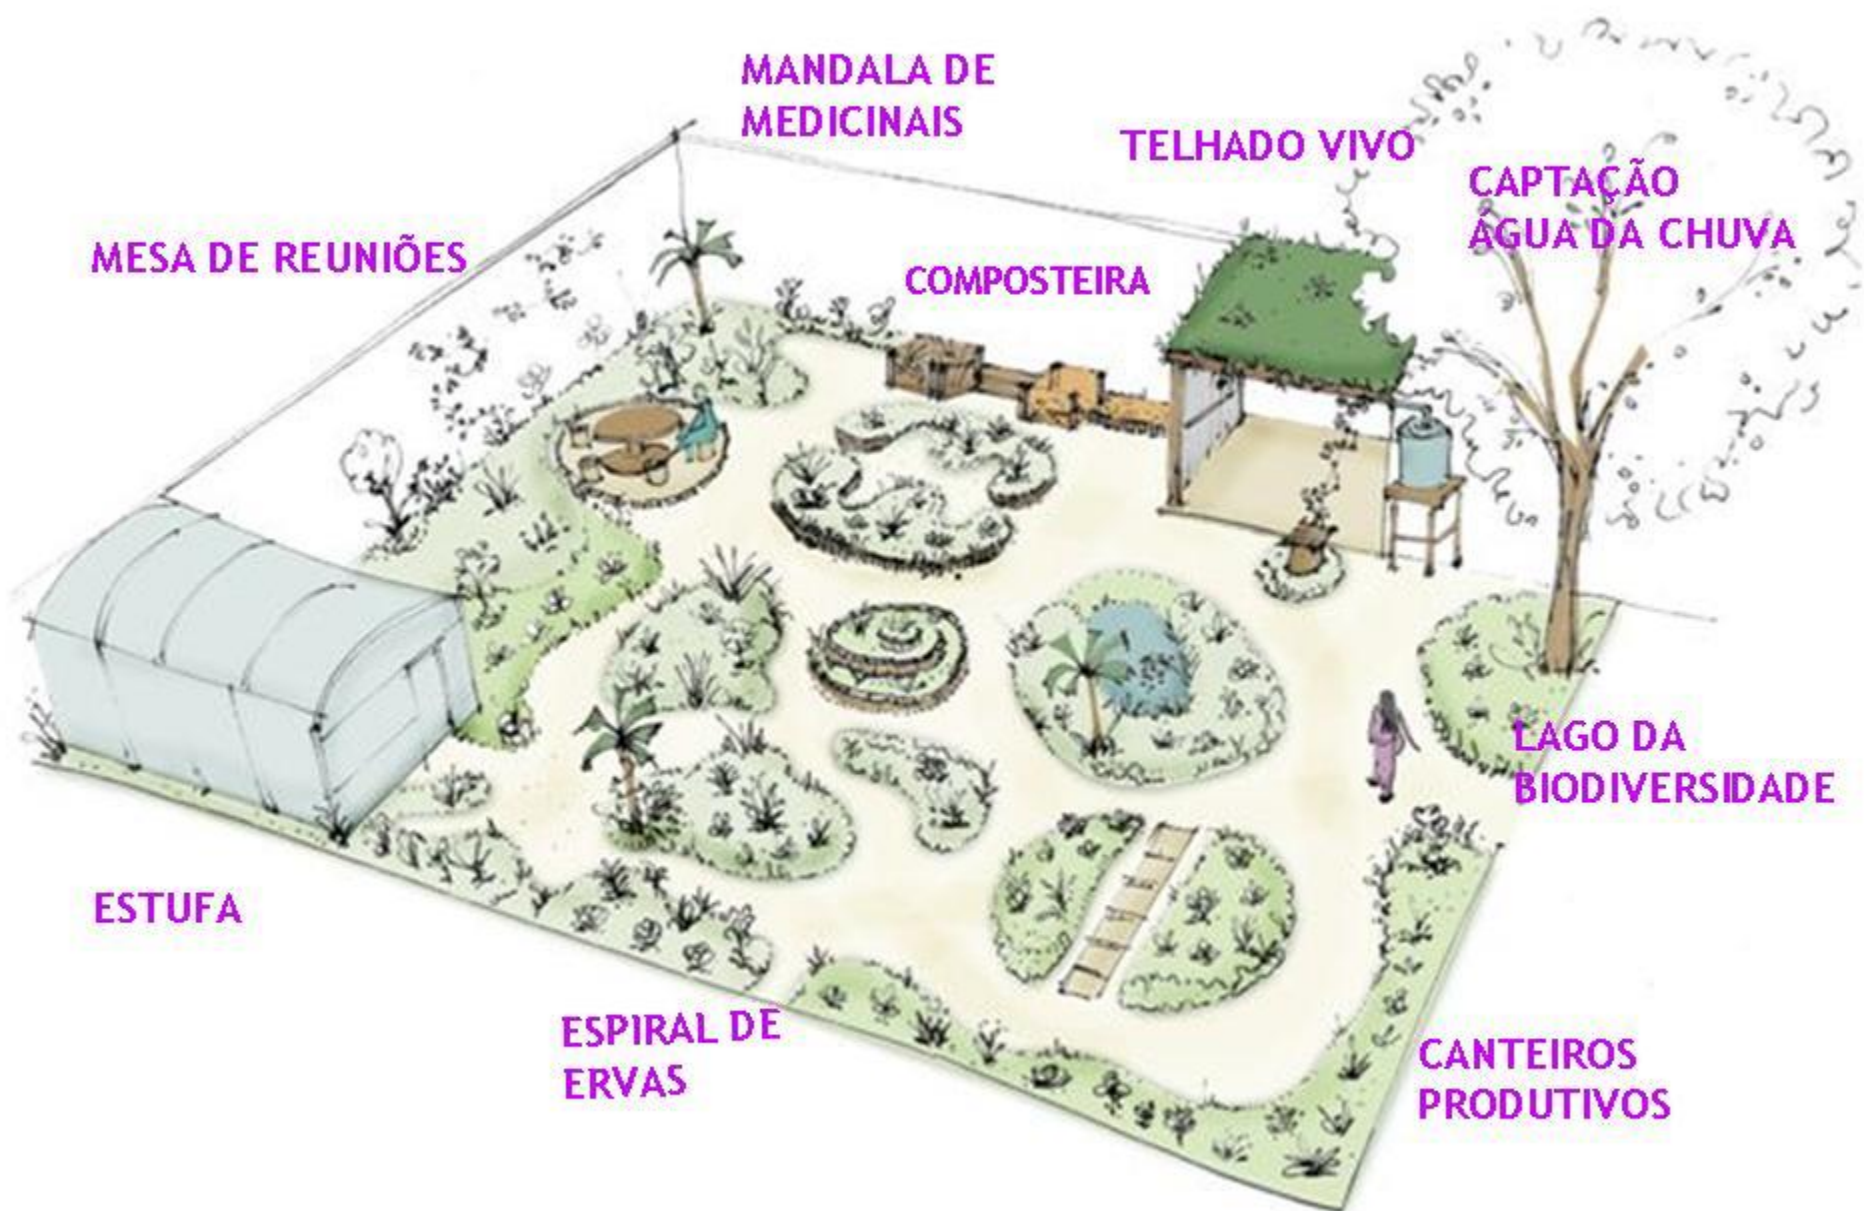 MANDALA DE
MEDICINAIS
TELHADO VIVO
CAPTAÇÃO
ÁGUA DA CHUVA
MESA DE REUNIÕES
COMPOSTEIRA
LAGO DA
BIODIVERSIDADE
ESTUFA
ESPIRAL DE
ERVAS
CANTEIROS
PRODUTIVOS